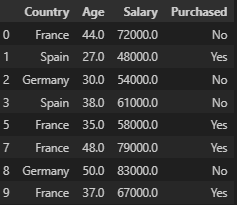 Country Age Salary Purchased
0 France 44.0 72000.0 No
1 Spain 27.0 48000.0 Yes
2 Germany 30.0 54000.0 No
3 Spain 38.0 61000.0 No
5 France 35.0 58000.0 Yes
7 France 48.0 79000.0 Yes
8 Germany 50.0 83000.0 No
9 France 37.0 67000.0 Yes